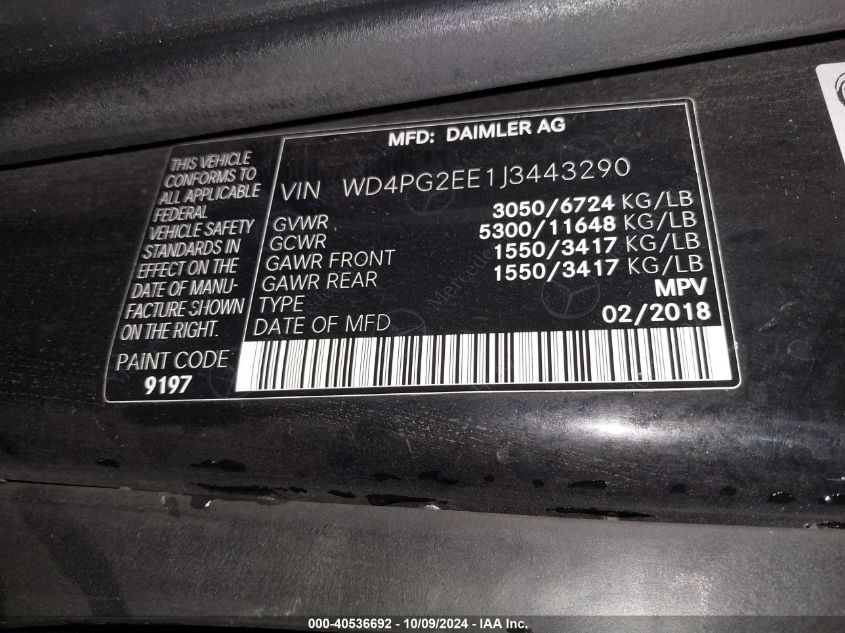 MFD: DAIMLER AG
THIS VEHICLE
CONFORMS TO
ALL APPLICABLE
FEDERAL
VEHICLE SAFETY
STANDARDS IN
EFFECT ON THE
DATE OF MANU-
FACTURE SHOWN
ON THE RIGHT.
PAINT CODE
9197
VIN WD4PG2EE1J3443290
GVWR 3050/6724 KG/LB
GCWR 5300/11648 KG/LB
GAWR FRONT 1550/3417 KG/LB
GAWR REAR 1550/3417 KG/LB
TYPE MPV
DATE OF MFD 02/2018
000-40536692 - 10/09/2024 - IAA Inc.